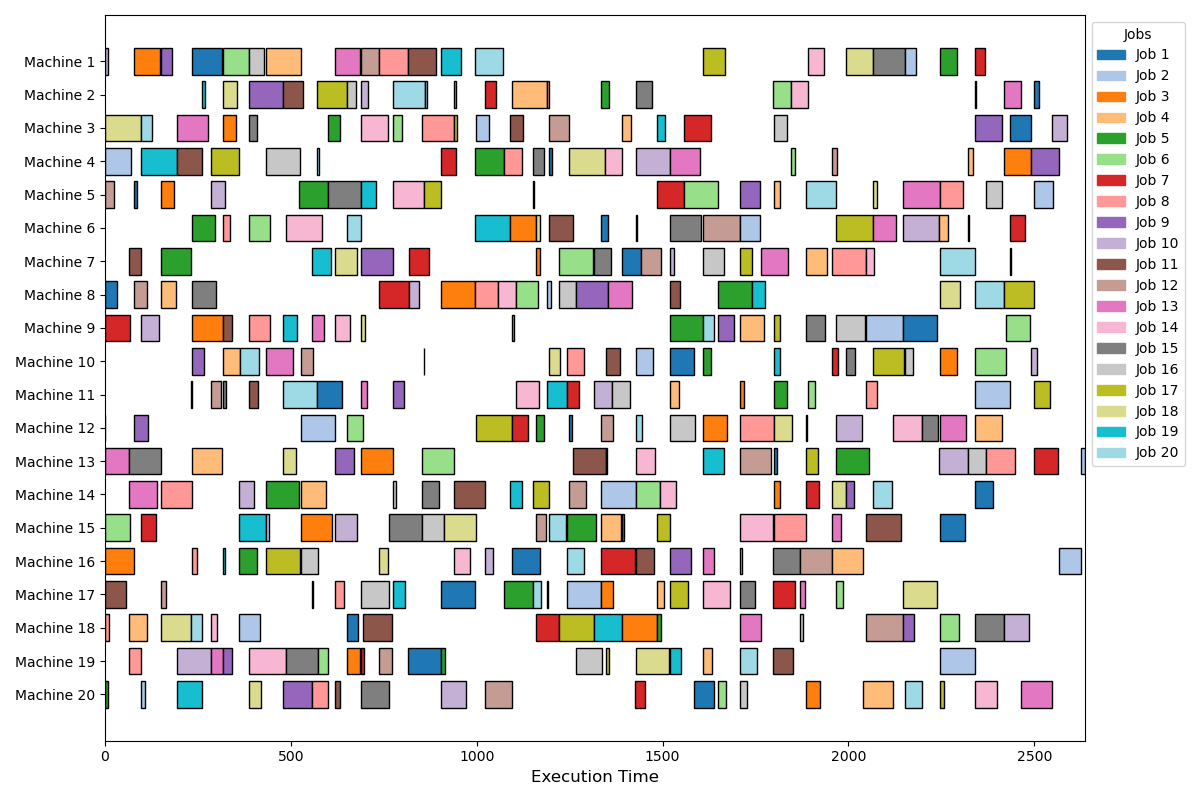 Machine 1
Machine 2
Machine 3
Machine 4
Machine 5
Machine 6
Machine 7
Machine 8
Machine 9
Machine 10
Machine 11
Machine 12
Machine 13
Machine 14
Machine 15
Machine 16
Machine 17
Machine 18
Machine 19
Machine 20
0 500 1000 1500 2000 2500
Execution Time
Jobs
Job 1
Job 2
Job 3
Job 4
Job 5
Job 6
Job 7
Job 8
Job 9
Job 10
Job 11
Job 12
Job 13
Job 14
Job 15
Job 16
Job 17
Job 18
Job 19
Job 20